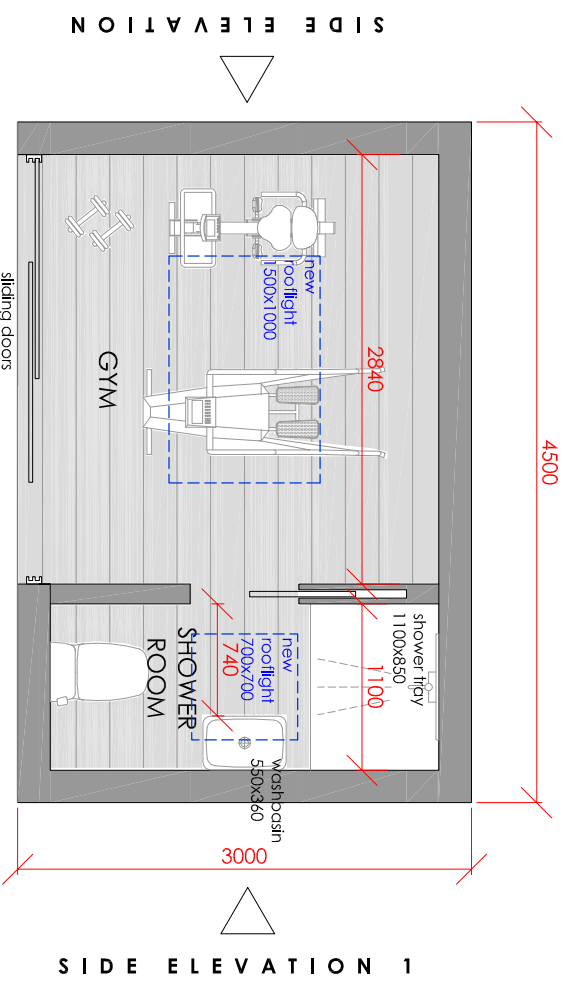 SIDE ELEVATION
4500
2840
new
rooflight
1500x1000
GYM
sliding doors
shower tray
1100x850
1100
new
rooflight
700x700
740
SHOWER
ROOM
washbasin
550x360
3000
SIDE ELEVATION 1